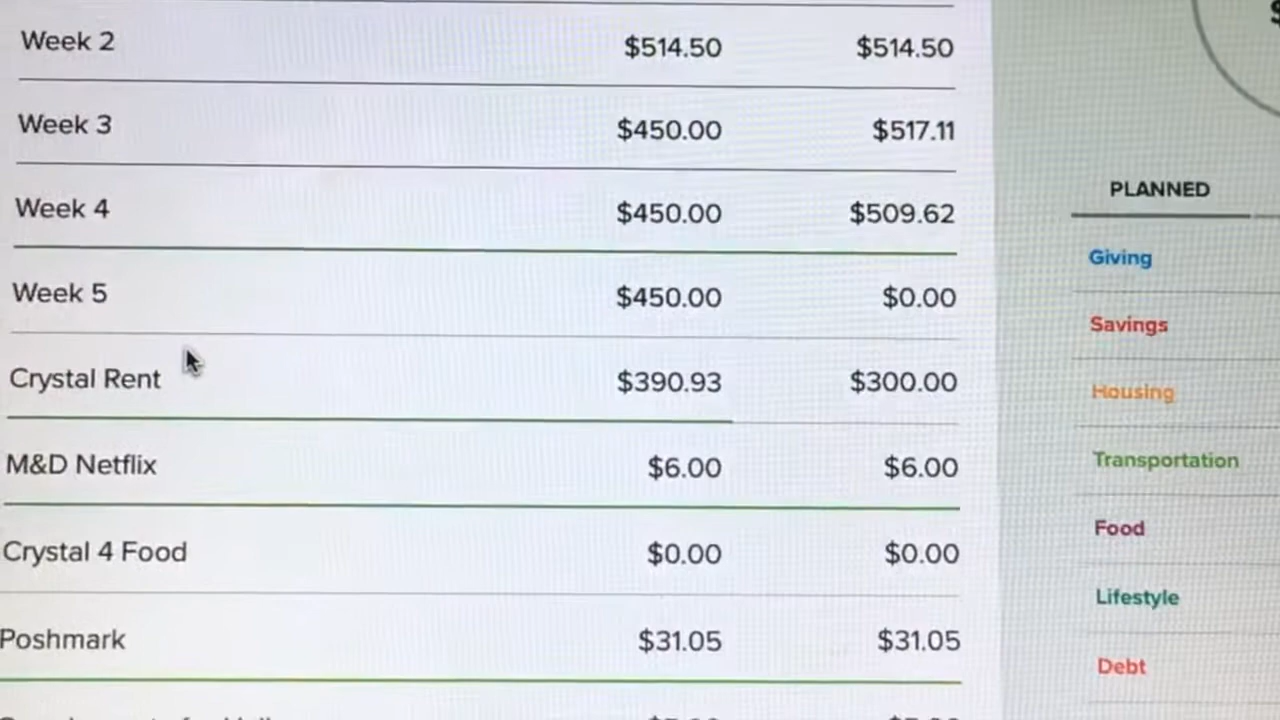 Week 2 $514.50 $514.50
Week 3 $450.00 $517.11
Week 4 $450.00 $509.62
Week 5 $450.00 $0.00
Crystal Rent $390.93 $300.00
M&D Netflix $6.00 $6.00
Crystal 4 Food $0.00 $0.00
Poshmark $31.05 $31.05
$
PLANNED
Giving
Savings
Housing
Transportation
Food
Lifestyle
Debt